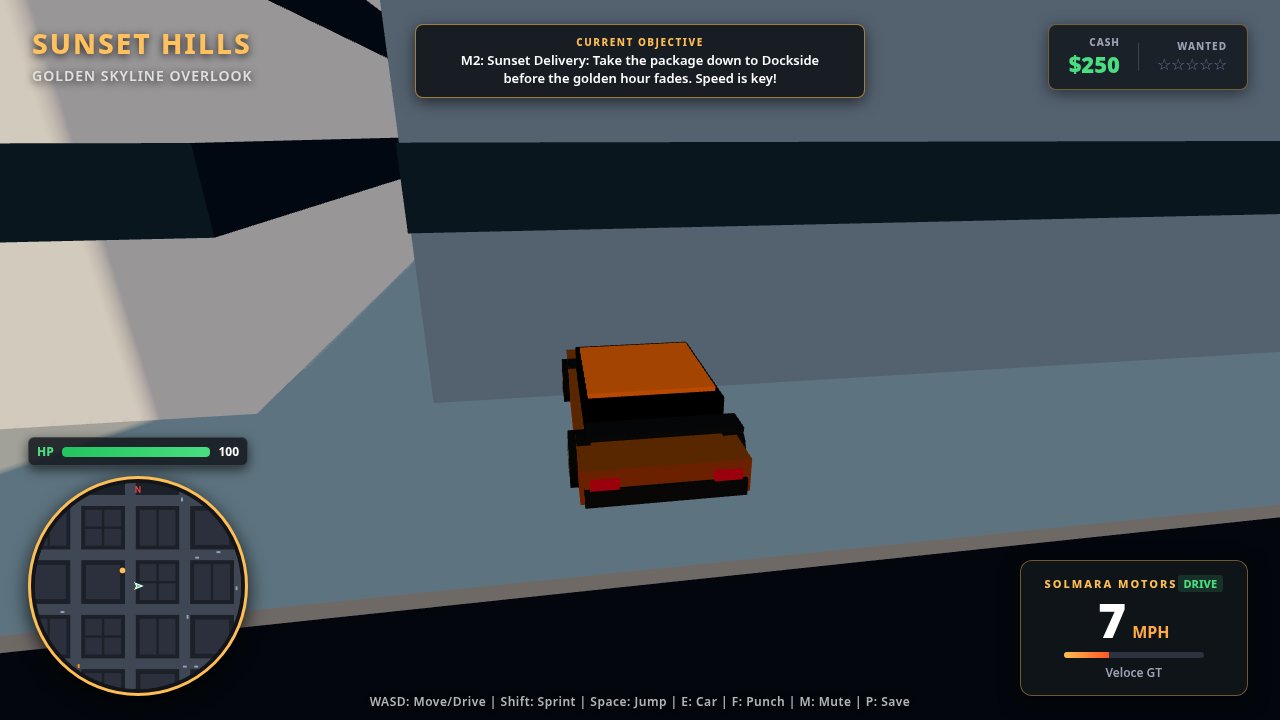 SUNSET HILLS
GOLDEN SKYLINE OVERLOOK
CURRENT OBJECTIVE
M2: Sunset Delivery: Take the package down to Dockside
before the golden hour fades. Speed is key!
CASH
$250
WANTED
☆☆☆☆☆
HP
100
N
SOLMARA MOTORS
DRIVE
7 MPH
Veloce GT
WASD: Move/Drive | Shift: Sprint | Space: Jump | E: Car | F: Punch | M: Mute | P: Save